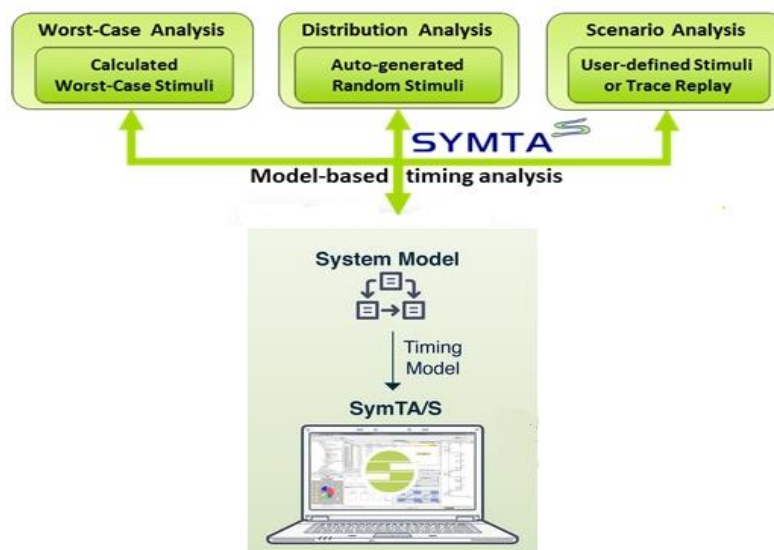 Worst-Case Analysis
Calculated
Worst-Case Stimuli
Distribution Analysis
Auto-generated
Random Stimuli
Scenario Analysis
User-defined Stimuli
or Trace Replay
SYMTA
Model-based timing analysis
System Model
Timing
Model
SymTA/S